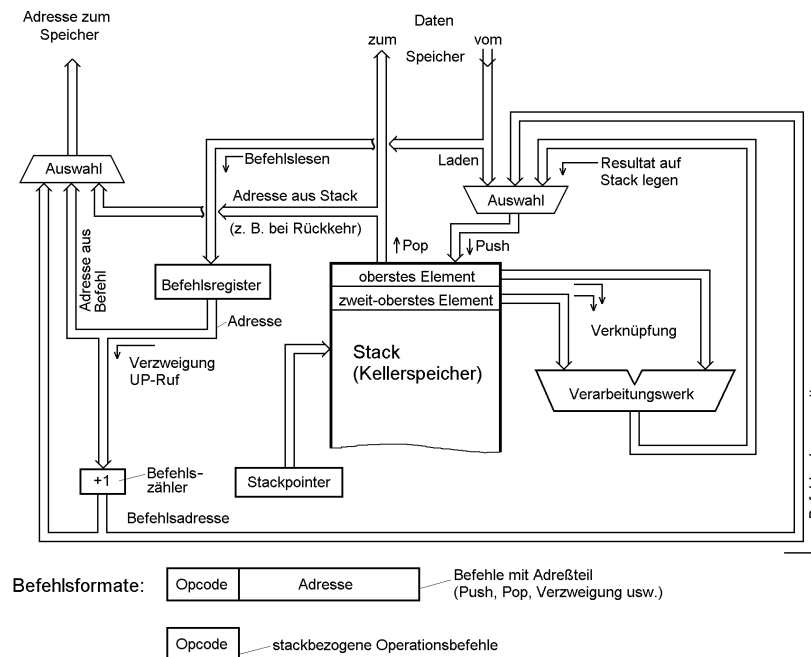 Adresse zum
Speicher
Daten
zum
vom
Speicher
Befehlslesen
Laden
Resultat auf
Stack legen
Auswahl
Adresse aus Stack
Auswahl
(z. B. bei Rückkehr)
Pop
Push
Adresse aus
Befehl
Befehlsregister
oberstes Element
zweit-oberstes Element
Adresse
Verknüpfung
Verzweigung
UP-Ruf
Stack
(Kellerspeicher)
Verarbeitungswerk
+1
Befehls-
zähler
Stackpointer
Befehlsadresse
Befehlsformate:
Opcode
Adresse
Befehle mit Adreßteil
(Push, Pop, Verzweigung usw.)
Opcode
stackbezogene Operationsbefehle